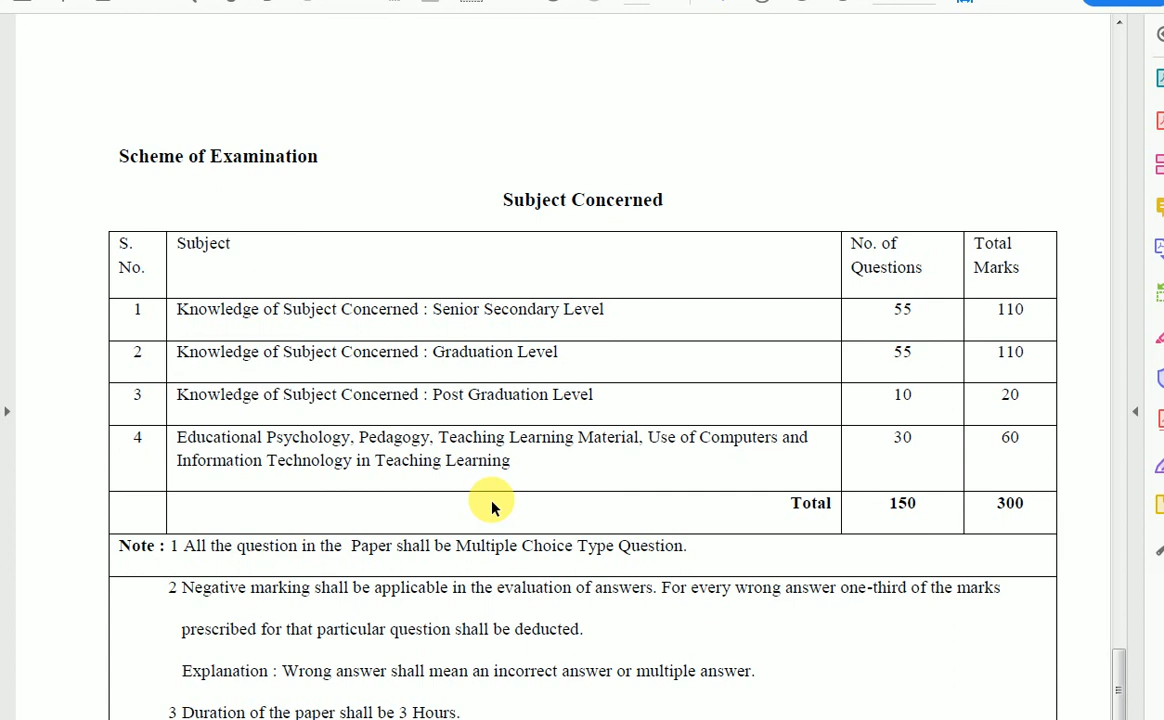 Scheme of Examination
Subject Concerned
S. No. Subject No. of Questions Total Marks
1 Knowledge of Subject Concerned : Senior Secondary Level 55 110
2 Knowledge of Subject Concerned : Graduation Level 55 110
3 Knowledge of Subject Concerned : Post Graduation Level 10 20
4 Educational Psychology, Pedagogy, Teaching Learning Material, Use of Computers and 30 60
Information Technology in Teaching Learning
Total 150 300
Note : 1 All the question in the Paper shall be Multiple Choice Type Question.
2 Negative marking shall be applicable in the evaluation of answers. For every wrong answer one-third of the marks
prescribed for that particular question shall be deducted.
Explanation : Wrong answer shall mean an incorrect answer or multiple answer.
3 Duration of the paper shall be 3 Hours.